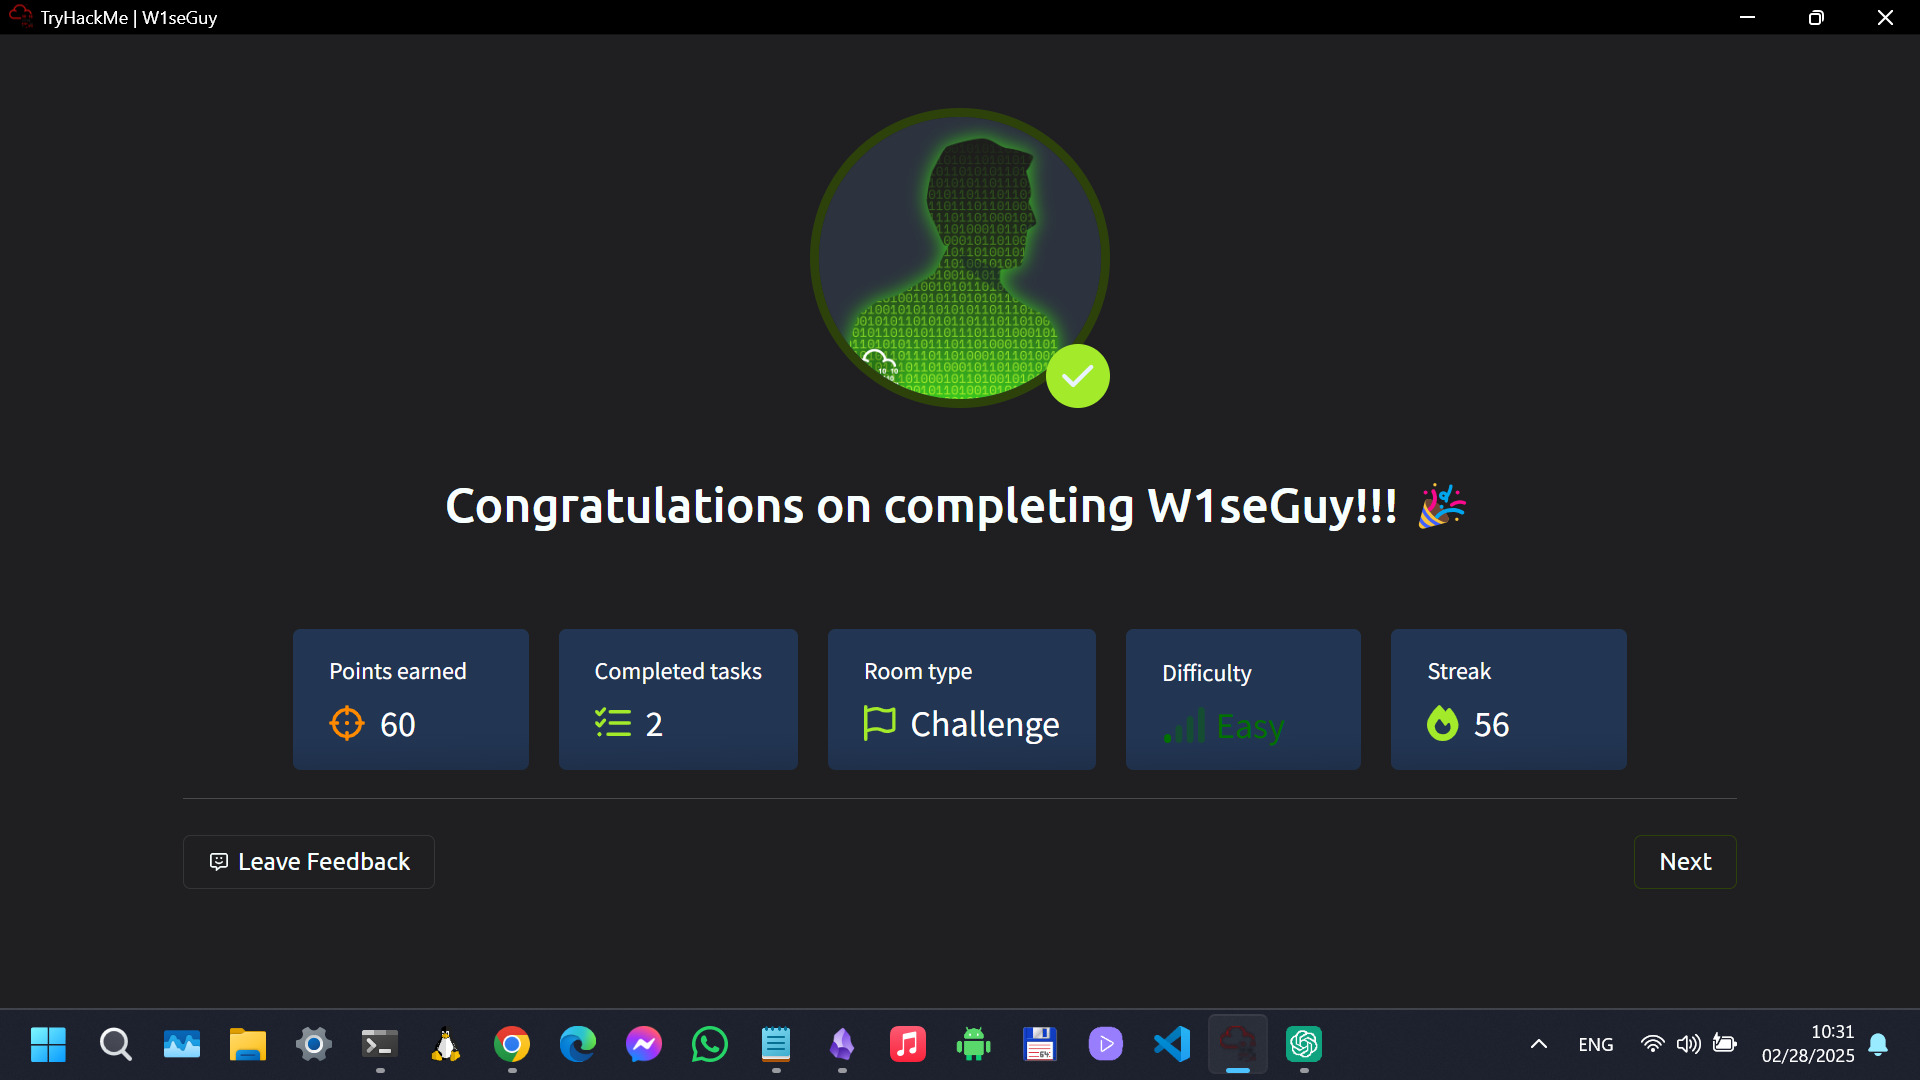 TryHackMe | W1seGuy
Congratulations on completing W1seGuy!!!
Points earned
60
Completed tasks
2
Room type
Challenge
Difficulty
Easy
Streak
56
Leave Feedback
Next
64
ENG
10:31
02/28/2025